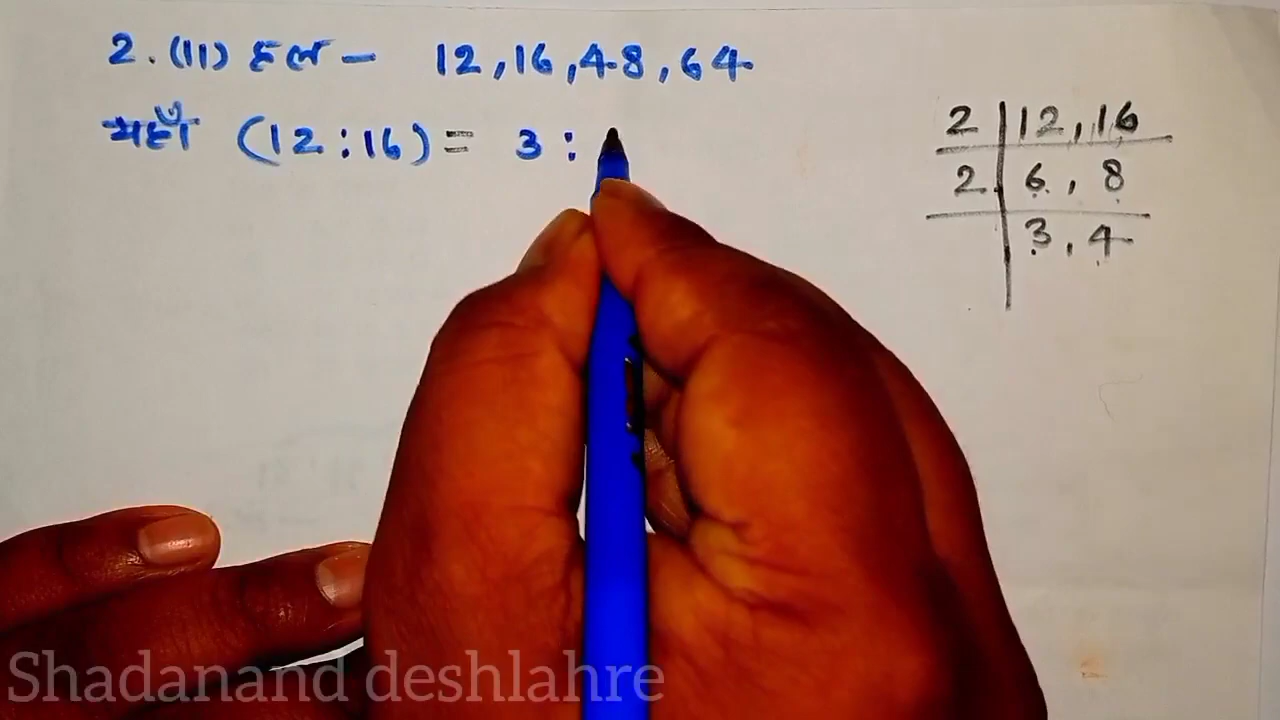 2. (11) हल - 12, 16, 48, 64
यहाँ (12 : 16) = 3 :
2 | 12, 16
2 | 6, 8
3, 4
Shadanand deshlahre